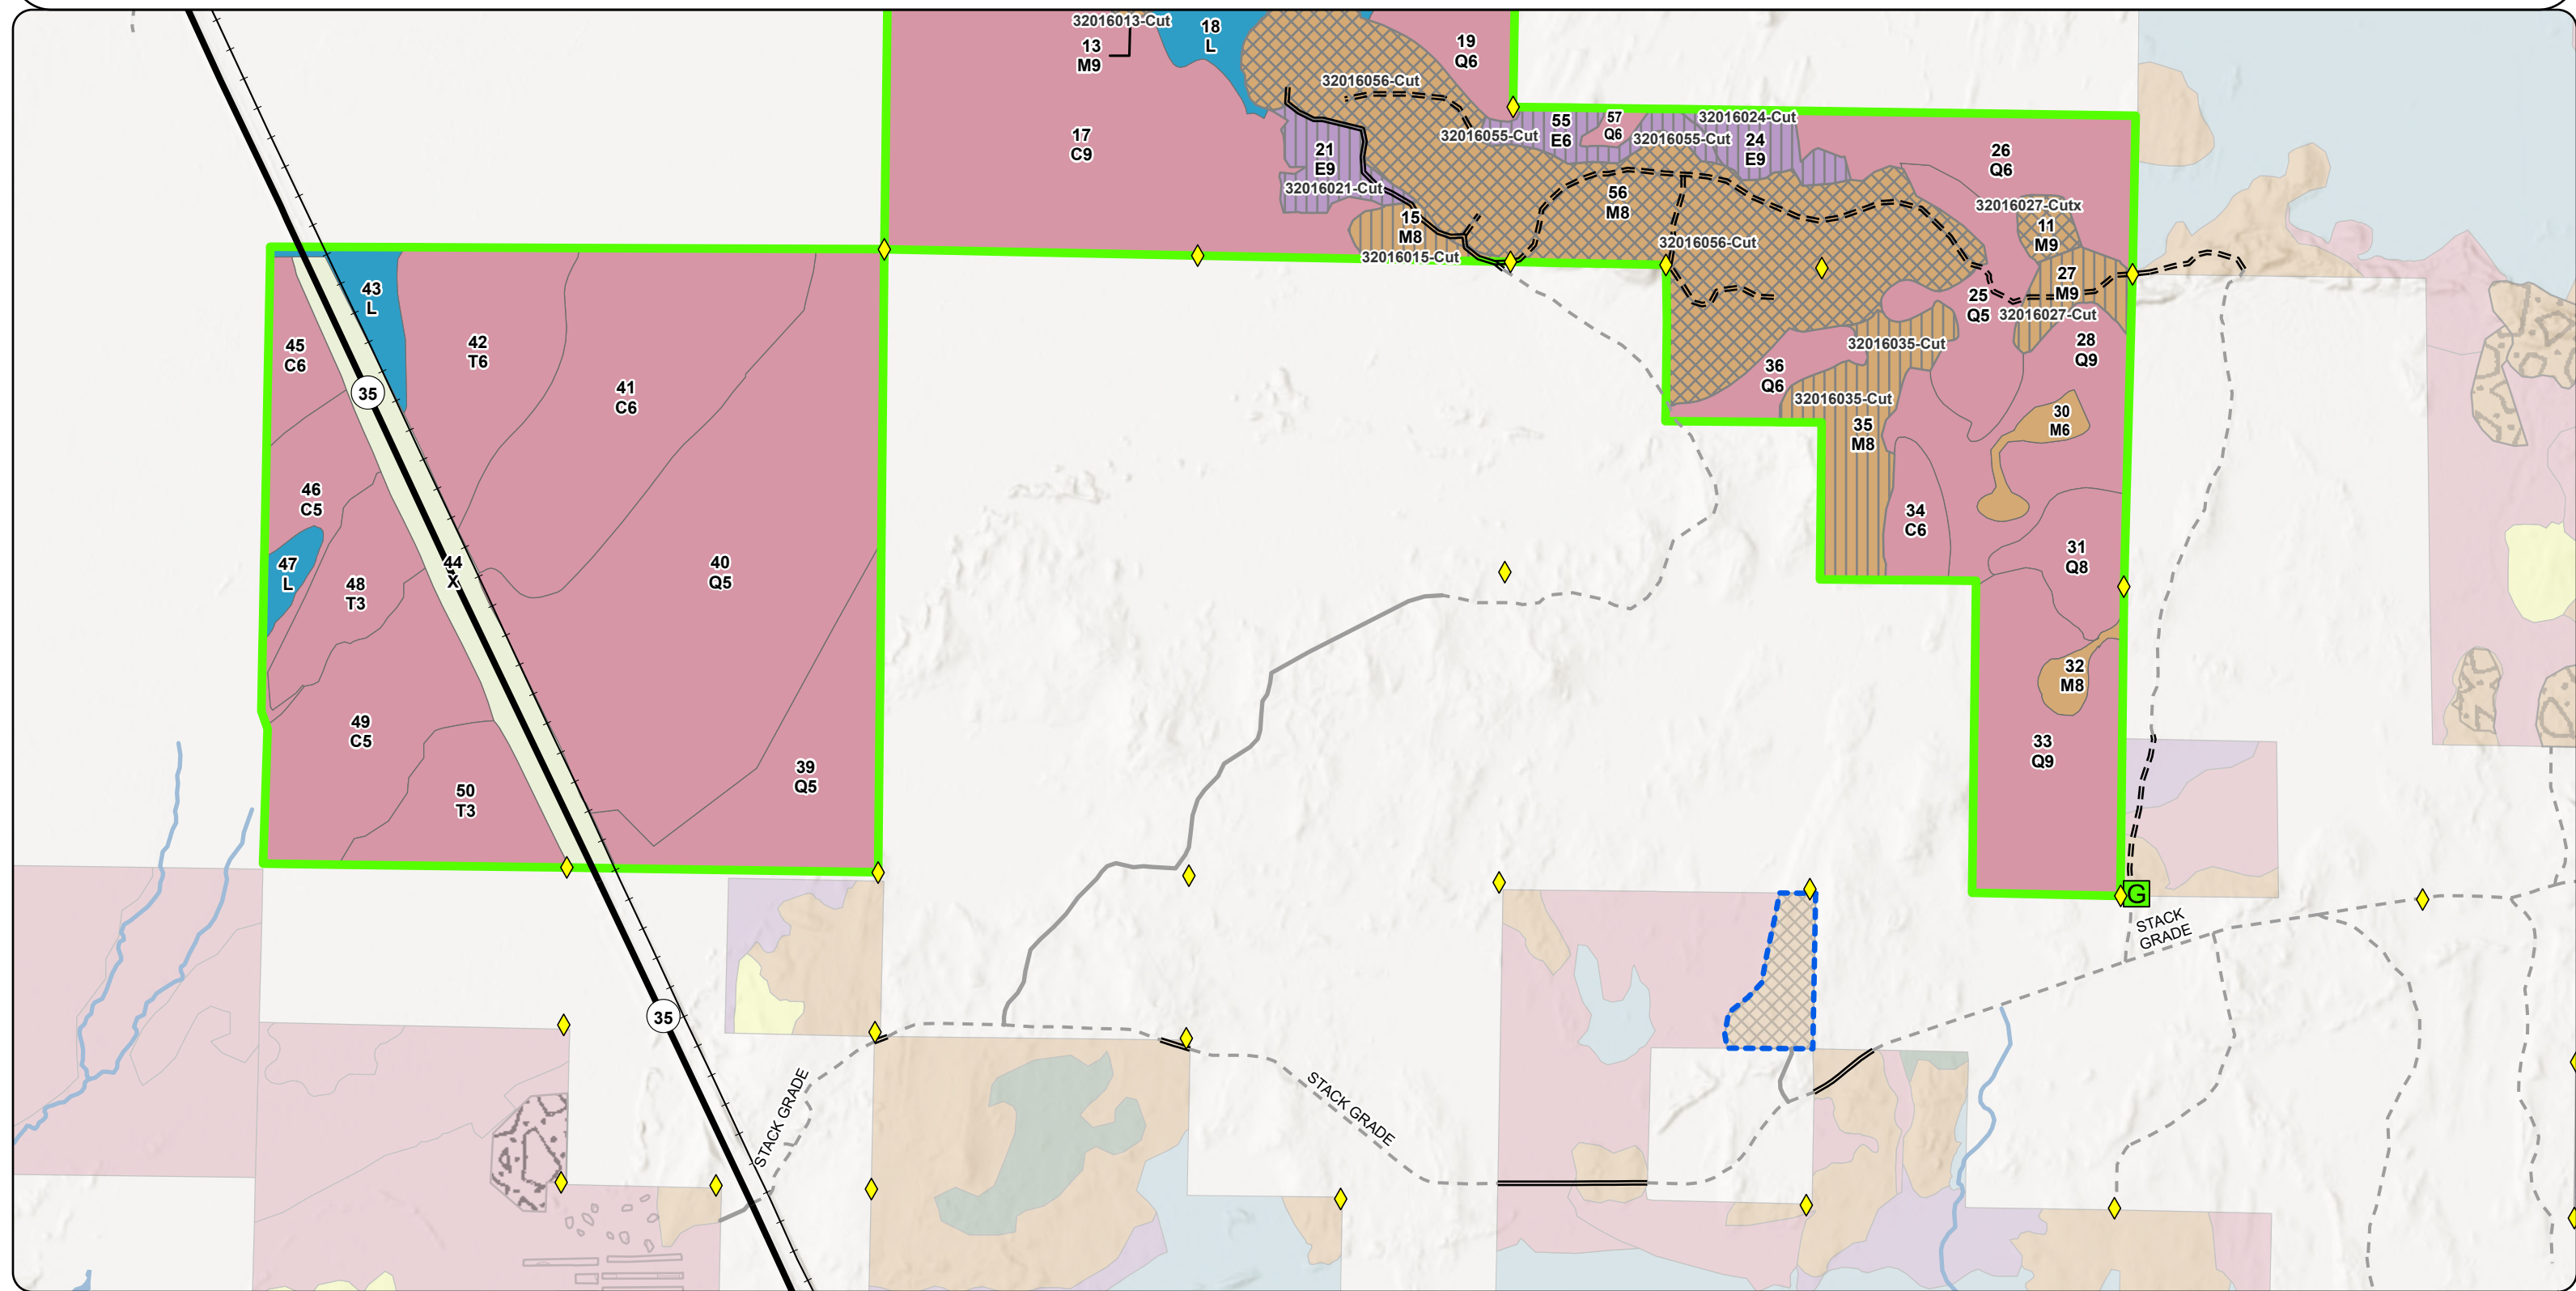 32016013-Cut
13
M9
18
L
19
Q6
32016056-Cut
17
C9
21
E9
32016021-Cut
32016055-Cut
55
E6
57
Q6
32016055-Cut
32016024-Cut
24
E9
26
Q6
15
M8
32016015-Cut
56
M8
32016056-Cut
32016027-Cutx
11
M9
27
M9
25
Q5
32016027-Cut
28
Q9
32016035-Cut
36
Q6
32016035-Cut
35
M8
30
M6
34
C6
31
Q8
32
M8
33
Q9
43
L
45
C6
42
T6
41
C6
35
46
C5
47
L
48
T3
44
X
40
Q5
49
C5
50
T3
39
Q5
G
STACK
GRADE
35
STACK GRADE
STACK GRADE